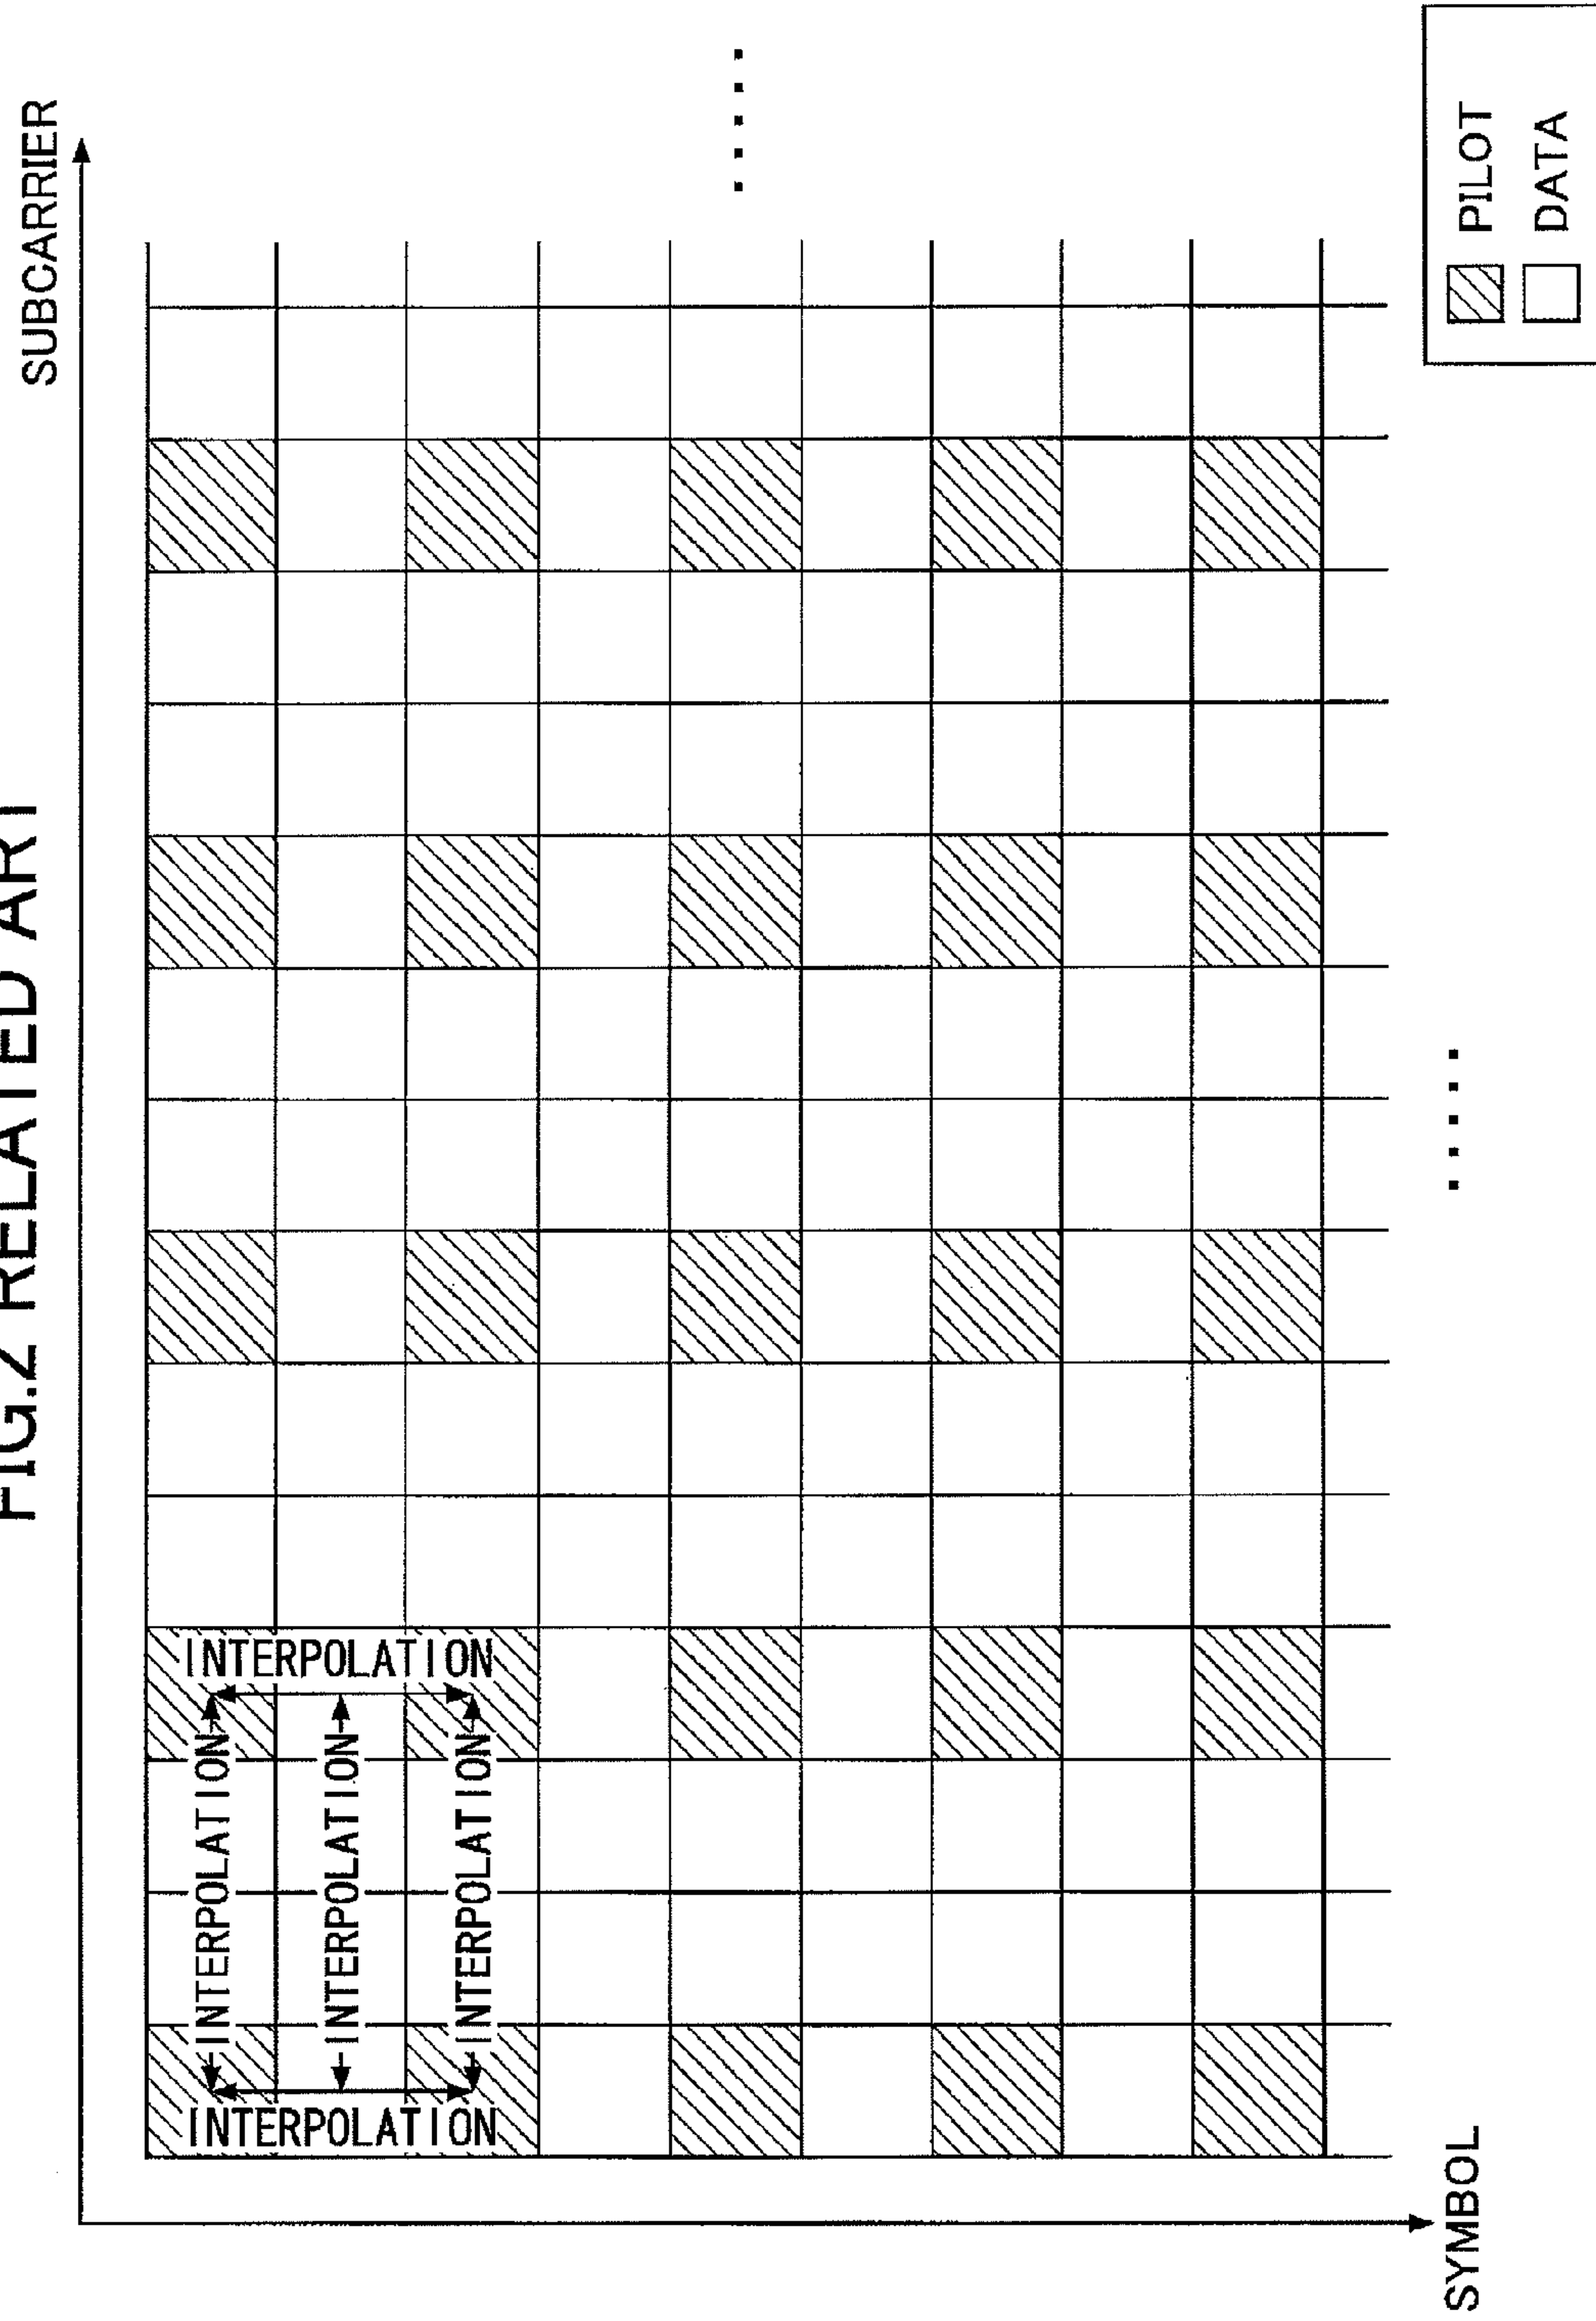 FIG.2 RELATED ART
SUBCARRIER
INTERPOLATION
INTERPOLATION
INTERPOLATION
INTERPOLATION
INTERPOLATION
SYMBOL
PILOT
DATA